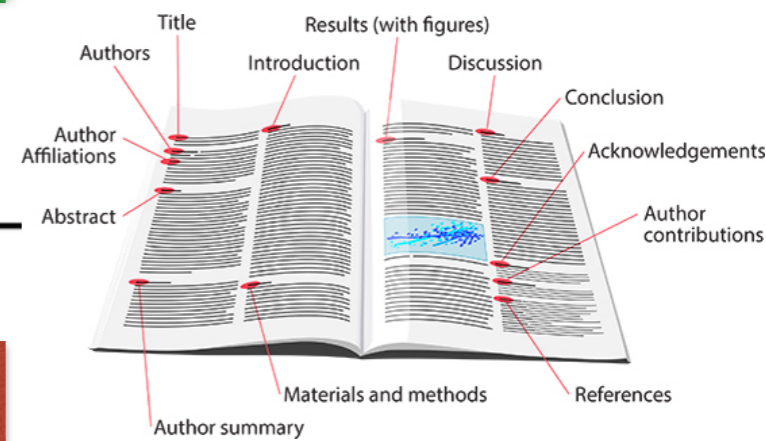 Title
Results (with figures)
Authors
Introduction
Discussion
Conclusion
Author
Affiliations
Acknowledgements
Abstract
Author
contributions
Materials and methods
References
Author summary